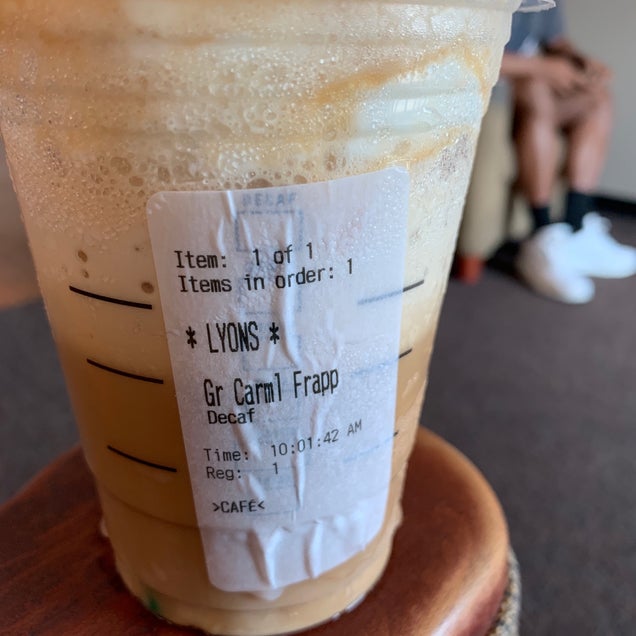 DECAF
Item: 1 of 1
Items in order: 1
* LYONS *
Gr Carml Frapp
Decaf
Time: 10:01:42 AM
Reg: 1
>CAFE<